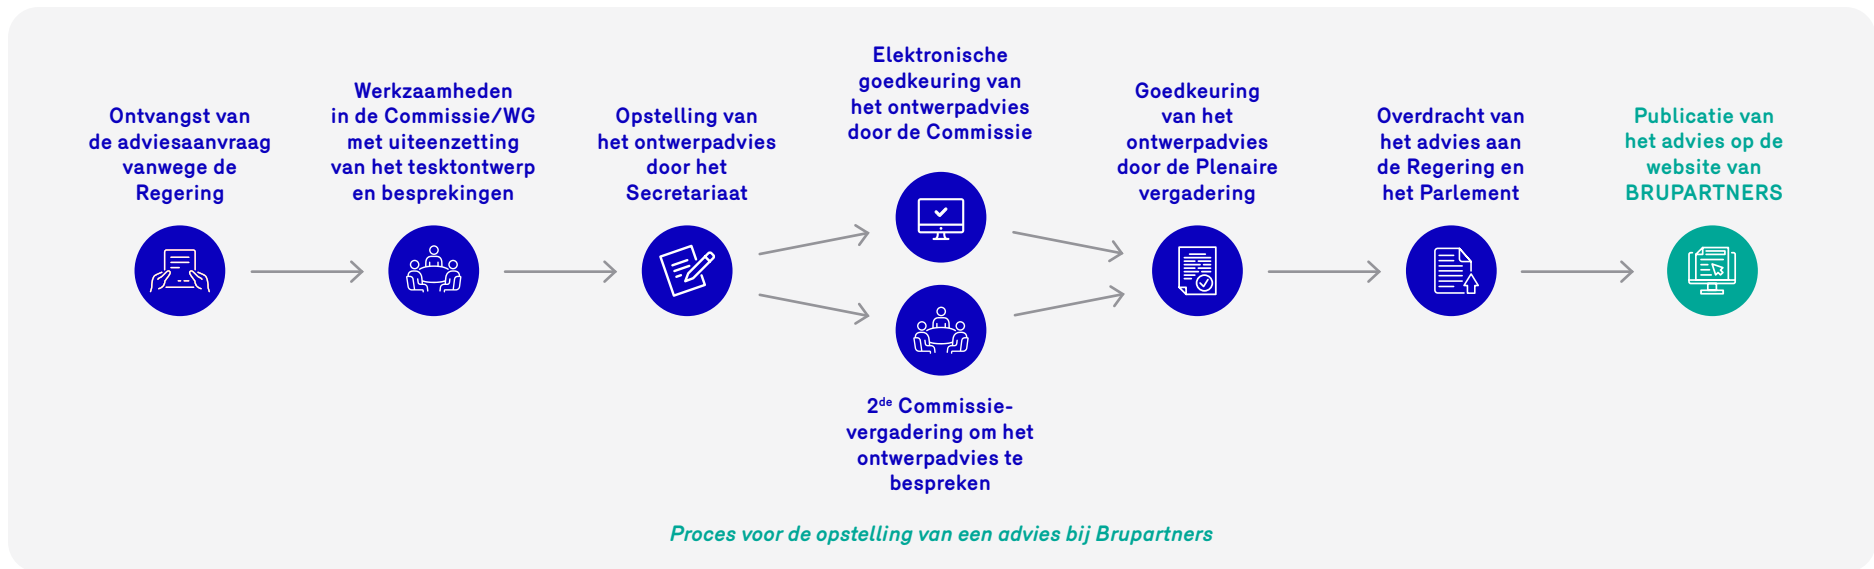 Ontvangst van
de adviesaanvraag
vanwege de
Regering
Werkzaamheden
in de Commissie/WG
met uiteenzetting
van het tesktontwerp
en besprekingen
Opstelling van
het ontwerpadvies
door het
Secretariaat
Elektronische
goedkeuring van
het ontwerpadvies
door de Commissie
2de Commissie-
vergadering om het
ontwerpadvies te
bespreken
Goedkeuring
van het
ontwerpadvies
door de Plenaire
vergadering
Overdracht van
het advies aan
de Regering en
het Parlement
Publicatie van
het advies op de
website van
BRUPARTNERS
Proces voor de opstelling van een advies bij Brupartners